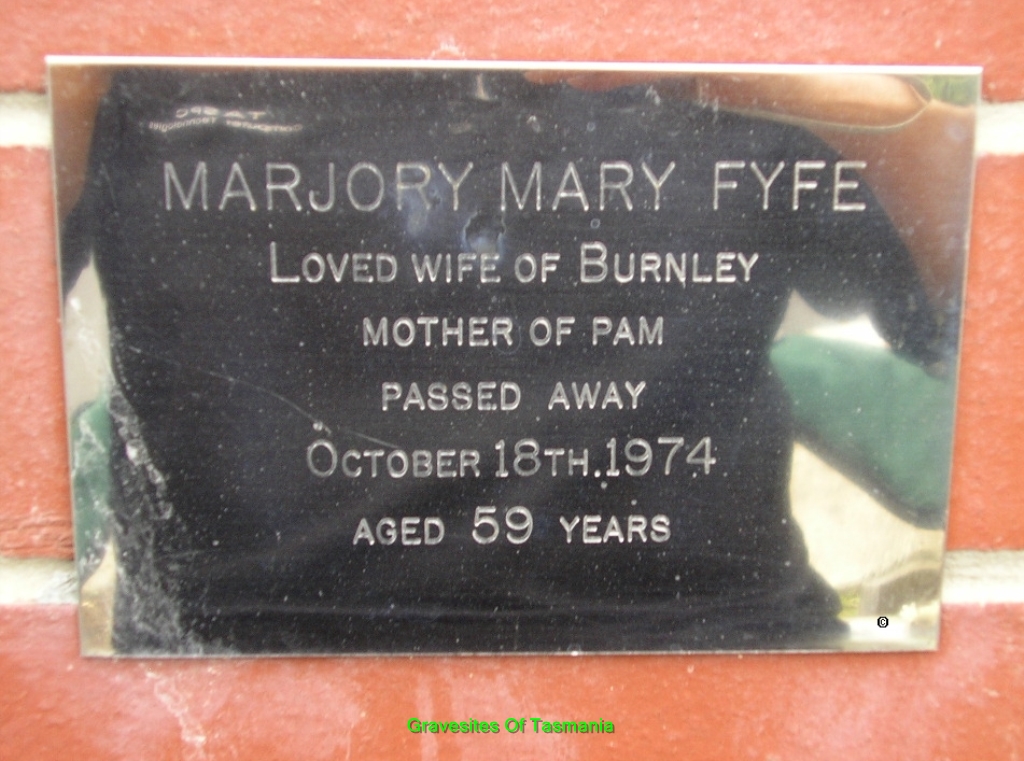 MARJORY MARY FYFE
LOVED WIFE OF BURNLEY
MOTHER OF PAM
PASSED AWAY
OCTOBER 18TH.1974
AGED 59 YEARS
©
Gravesites Of Tasmania